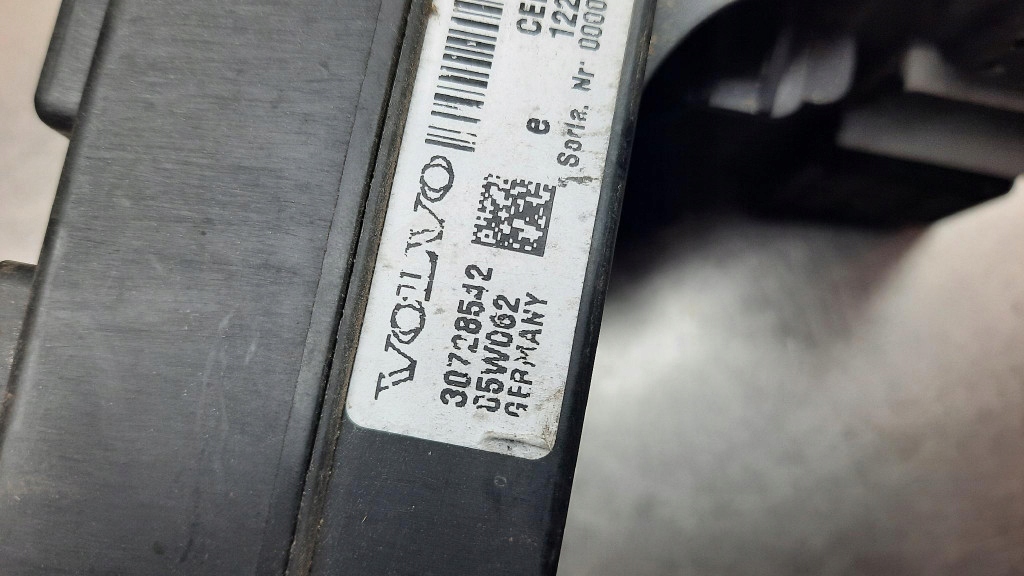 VOLVO
30728542
05W062
GERMANY
e
CE
122
Serie. Nr: 0000